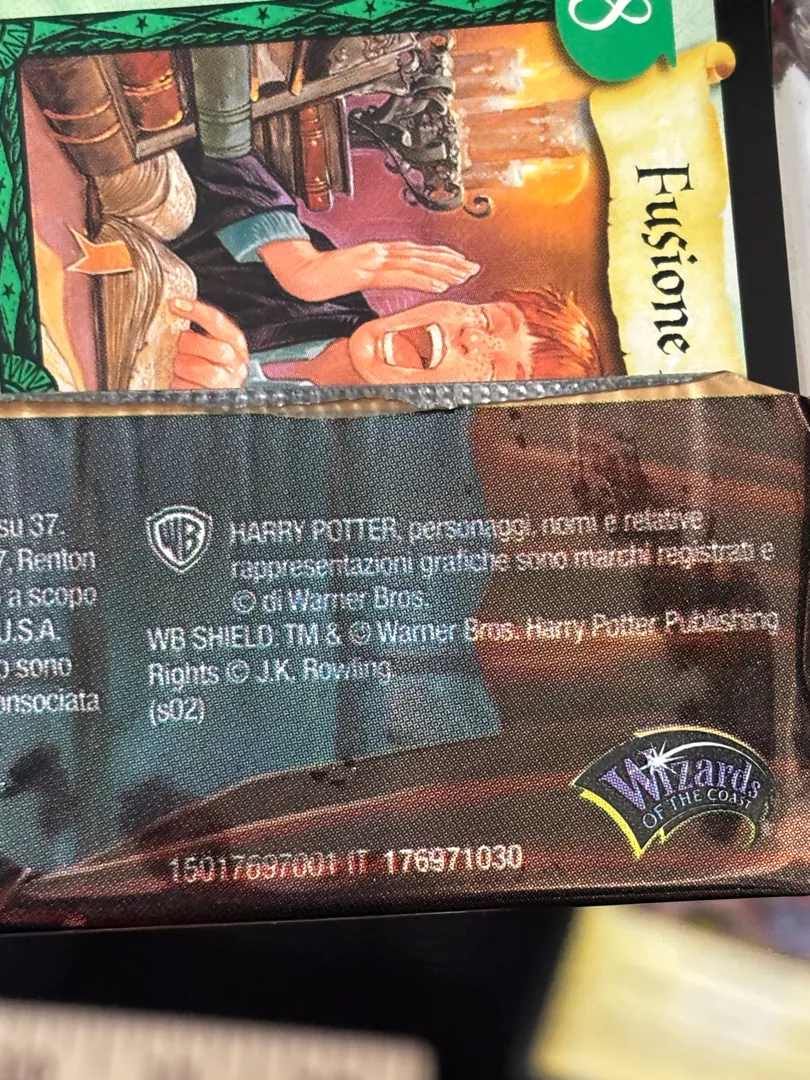 8
Fusione
su 37.
7, Renton
a scopo
U.S.A.
o sono
onsociata
WB
HARRY POTTER, personaggi, nomi e relative
rappresentazioni grafiche sono marchi registrati e
© di Warner Bros.
WB SHIELD: TM & © Warner Bros. Harry Potter Publishing
Rights © J.K. Rowling.
(s02)
Wizards
OF THE COAST
15017697001 IT 176971030